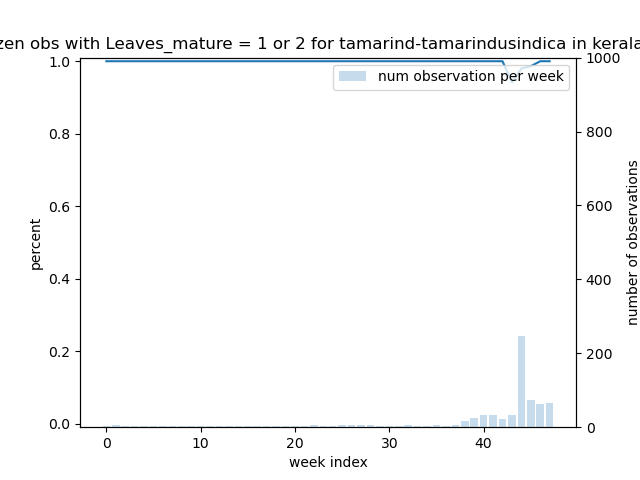 zen obs with Leaves_mature = 1 or 2 for tamarind-tamarindusindica in kerala
num observation per week
1.0
0.8
0.6
0.4
0.2
0.0
percent
1000
800
600
400
200
0
number of observations
0 10 20 30 40
week index